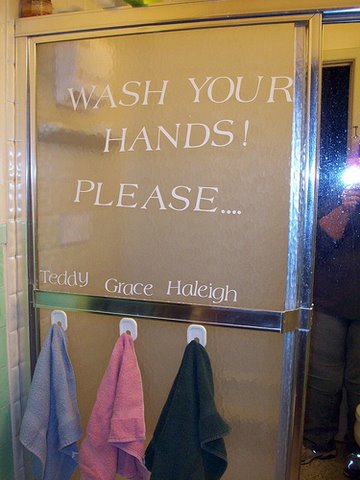 WASH YOUR
HANDS!
PLEASE....
Teddy Grace Haleigh